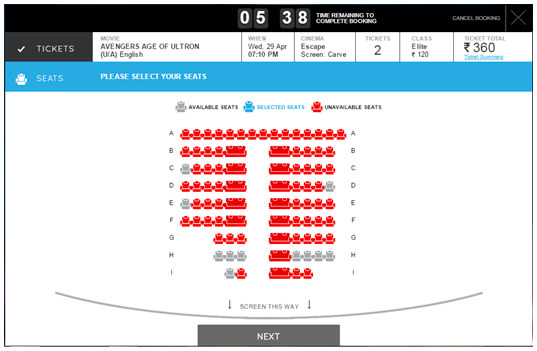 05 38 TIME REMAINING TO
COMPLETE BOOKING
CANCEL BOOKING
TICKETS
MOVIE
AVENGERS AGE OF ULTRON
(U/A) English
WHEN
Wed, 29 Apr
07:10 PM
CINEMA
Escape
Screen: Carve
TICKETS
2
CLASS
Elite
₹ 120
TICKET TOTAL
₹ 360
Ticket Summary
SEATS
PLEASE SELECT YOUR SEATS
AVAILABLE SEATS SELECTED SEATS UNAVAILABLE SEATS
A A
B B
C C
D D
E E
F F
G G
H H
I I
SCREEN THIS WAY
NEXT